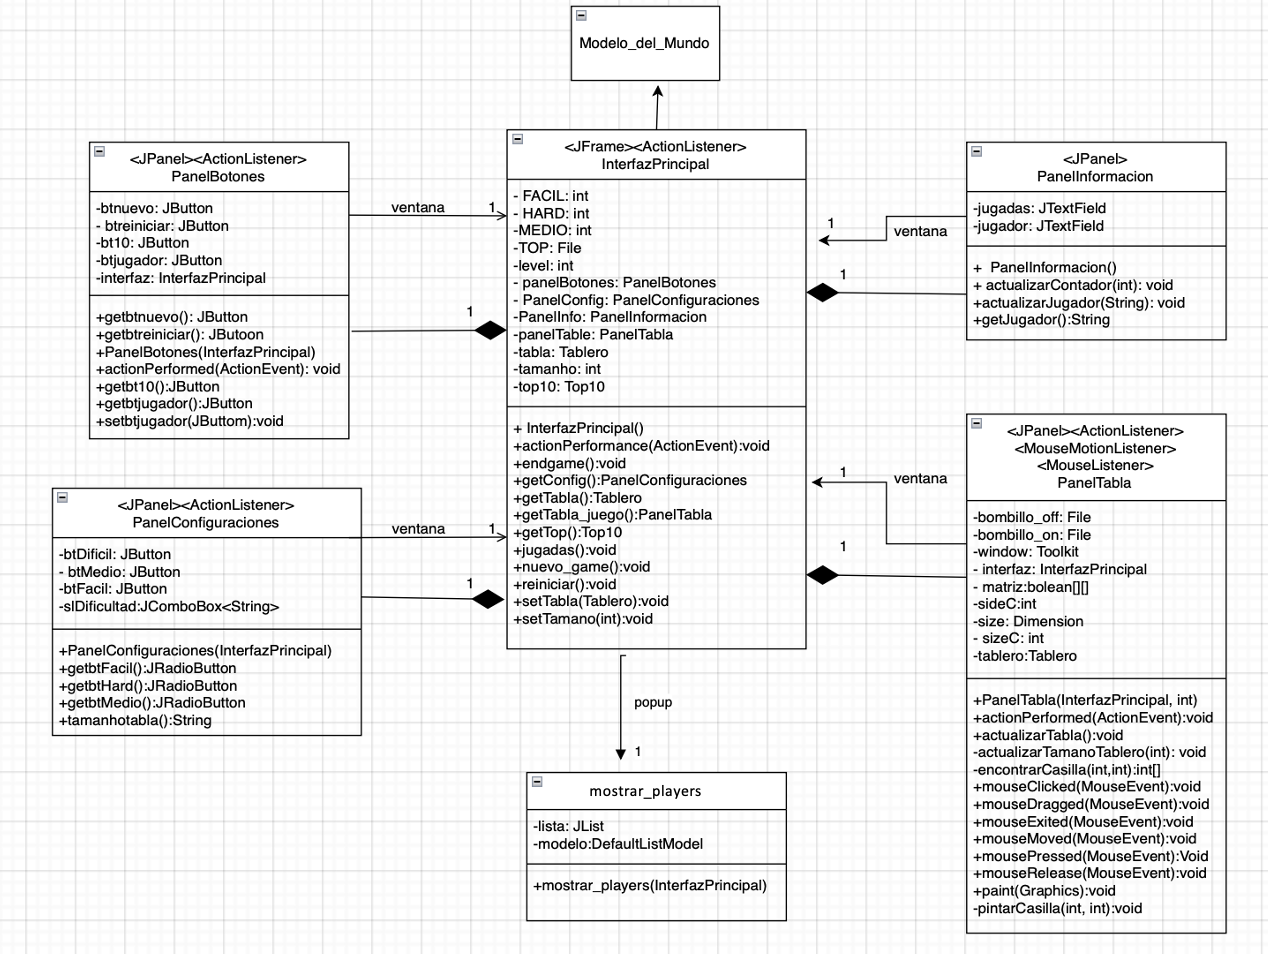 Modelo_del_Mundo
<JPanel><ActionListener>
PanelBotones
-btnuevo: JButton
- btreiniciar: JButton
-bt10: JButton
-btjugador: JButton
-interfaz: InterfazPrincipal
+getbtnuevo(): JButton
+getbtreiniciar(): JButoon
+PanelBotones(InterfazPrincipal)
+actionPerformed(ActionEvent): void
+getbt10():JButton
+getbtjugador():JButton
+setbtjugador(JButtom):void
ventana
1
1
<JPanel><ActionListener>
PanelConfiguraciones
-btDificil: JButton
- btMedio: JButton
-btFacil: JButton
-slDificultad:JComboBox<String>
+PanelConfiguraciones(InterfazPrincipal)
+getbtFacil():JRadioButton
+getbtHard():JRadioButton
+getbtMedio():JRadioButton
+tamanhotabla():String
ventana
1
1
<JFrame><ActionListener>
InterfazPrincipal
- FACIL: int
- HARD: int
-MEDIO: int
-TOP: File
-level: int
- panelBotones: PanelBotones
- PanelConfig: PanelConfiguraciones
-PanelInfo: PanelInformacion
-panelTable: PanelTabla
-tabla: Tablero
-tamanho: int
-top10: Top10
+ InterfazPrincipal()
+actionPerformance(ActionEvent):void
+endgame():void
+getConfig():PanelConfiguraciones
+getTabla():Tablero
+getTabla_juego():PanelTabla
+getTop():Top10
+jugadas():void
+nuevo_game():void
+reiniciar():void
+setTabla(Tablero):void
+setTamano(int):void
popup
1
mostrar_players
-lista: JList
-modelo:DefaultListModel
+mostrar_players(InterfazPrincipal)
1
ventana
1
<JPanel>
PanelInformacion
-jugadas: JTextField
-jugador: JTextField
+  PanelInformacion()
+ actualizarContador(int): void
+actualizarJugador(String): void
+getJugador():String
1
ventana
1
<JPanel><ActionListener>
<MouseMotionListener>
<MouseListener>
PanelTabla
-bombillo_off: File
-bombillo_on: File
-window: Toolkit
- interfaz: InterfazPrincipal
- matriz:bolean[][]
-sideC:int
-size: Dimension
- sizeC: int
-tablero:Tablero
+PanelTabla(InterfazPrincipal, int)
+actionPerformed(ActionEvent):void
+actualizarTabla():void
-actualizarTamanoTablero(int): void
-encontrarCasilla(int,int):int[]
+mouseClicked(MouseEvent):void
+mouseDragged(MouseEvent):void
+mouseExited(MouseEvent):void
+mouseMoved(MouseEvent):void
+mousePressed(MouseEvent):Void
+mouseRelease(MouseEvent):void
+paint(Graphics):void
-pintarCasilla(int, int):void